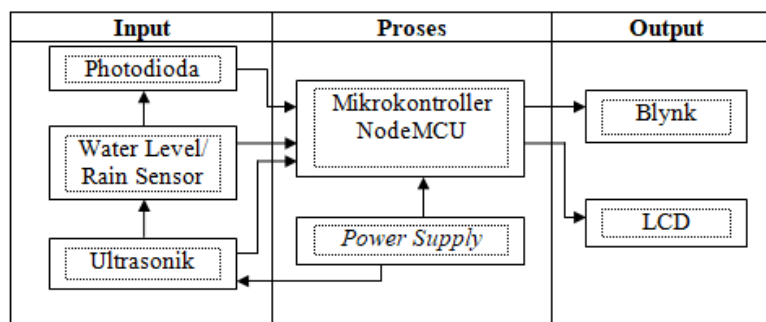 Input
Proses
Output
Photodioda
Water Level/
Rain Sensor
Ultrasonik
Mikrokontroller
NodeMCU
Power Supply
Blynk
LCD